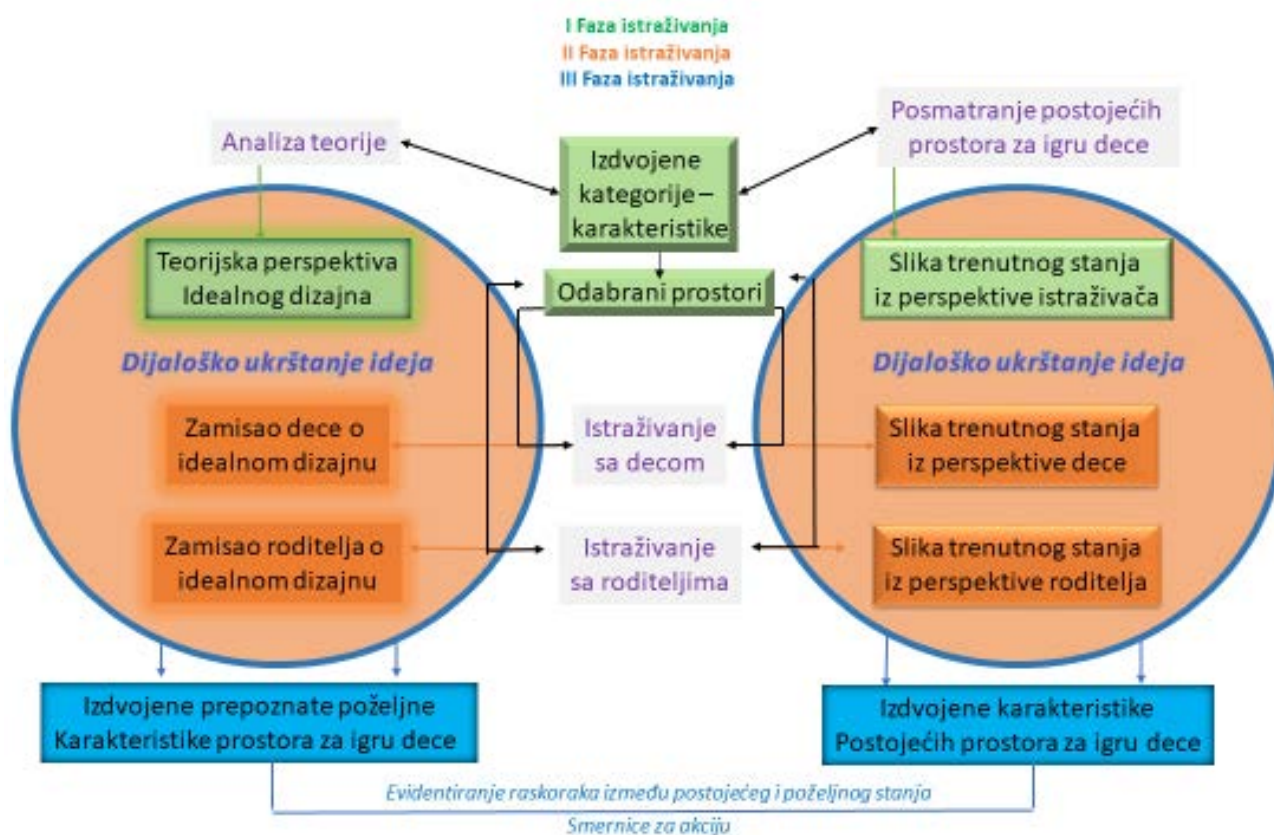 I Faza istraživanja
II Faza istraživanja
III Faza istraživanja
Analiza teorije
Izdvojene
kategorije –
karakteristike
Posmatranje postojećih
prostora za igru dece
Teorijska perspektiva
Idealnog dizajna
Odabrani prostori
Slika trenutnog stanja
iz perspektive istraživača
Dijaloško ukrštanje ideja
Dijaloško ukrštanje ideja
Zamisao dece o
idealnom dizajnu
Istraživanje
sa decom
Slika trenutnog stanja
iz perspektive dece
Zamisao roditelja o
idealnom dizajnu
Istraživanje
sa roditeljima
Slika trenutnog stanja
iz perspektive roditelja
Izdvojene prepoznate poželjne
Karakteristike prostora za igru dece
Izdvojene karakteristike
Postojećih prostora za igru dece
Evidentiranje raskoraka između postojećeg i poželjnog stanja
Smernice za akciju